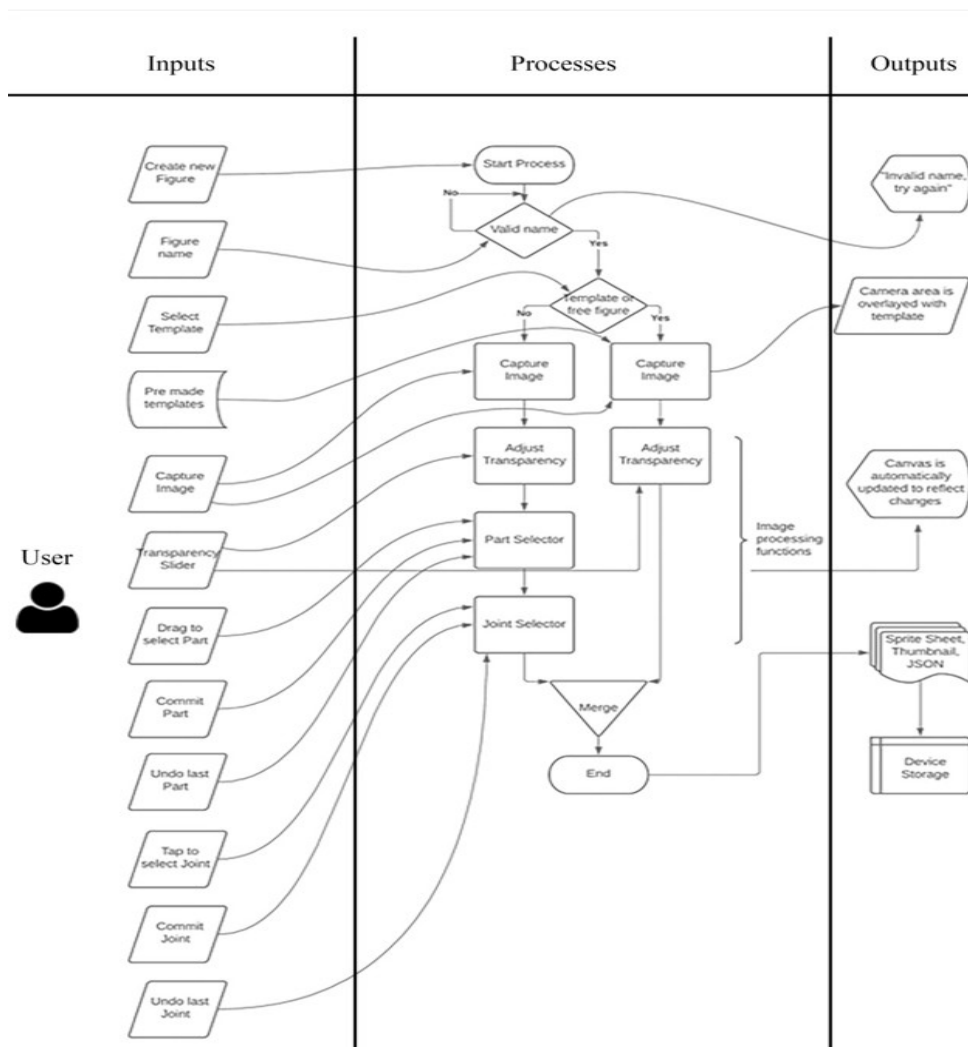 Inputs
Processes
Outputs
User
Create new
Figure
Figure
name
Select
Template
Pre made
templates
Capture
Image
Transparency
Slider
Drag to
select Part
Commit
Part
Undo last
Part
Tap to
select Joint
Commit
Joint
Undo last
Joint
Start Process
No
Valid name
Yes
Template or
free figure
No
Yes
Capture
Image
Capture
Image
Adjust
Transparency
Adjust
Transparency
Part Selector
Joint Selector
Image
processing
functions
Merge
End
"Invalid name,
try again"
Camera area is
overlayed with
template
Canvas is
automatically
updated to reflect
changes
Sprite Sheet,
Thumbnail,
JSON
Device
Storage